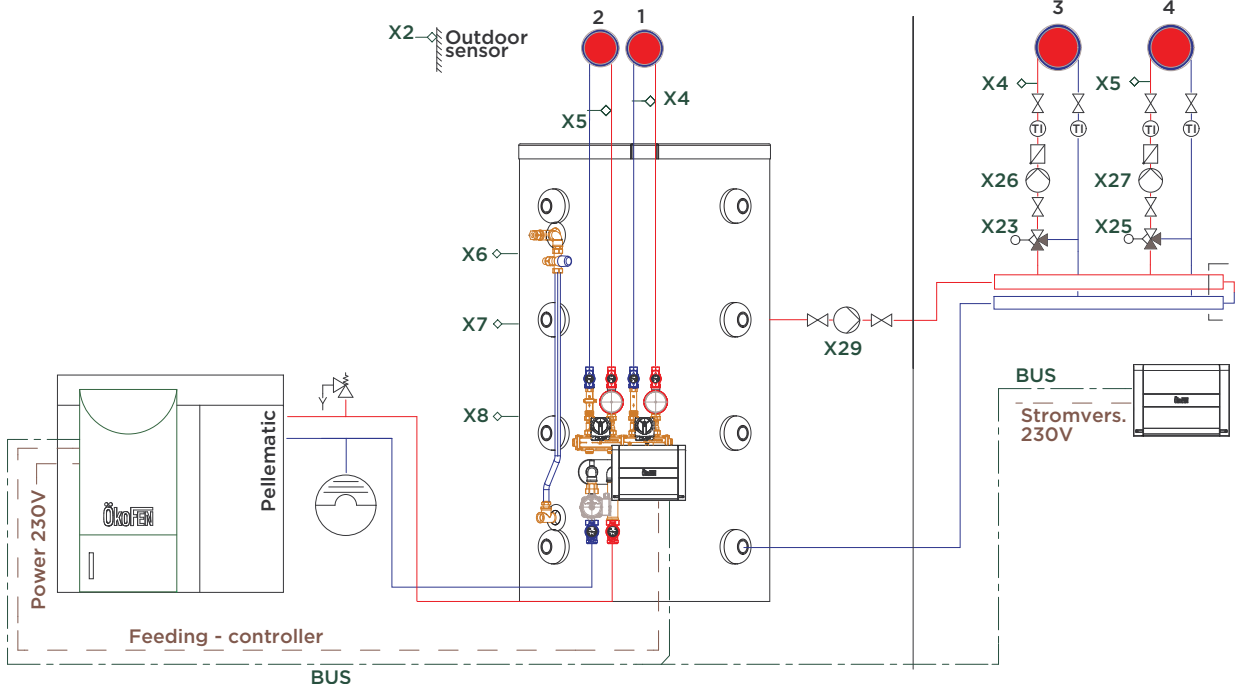 3
4
2
1
X2
Outdoor
sensor
X4
X5
X4
X5
TI
TI
TI
TI
X26
X27
X23
X25
X6
X7
X29
X8
BUS
Stromvers.
230V
Pellematic
ÖkoFEN
Power 230V
Feeding - controller
BUS